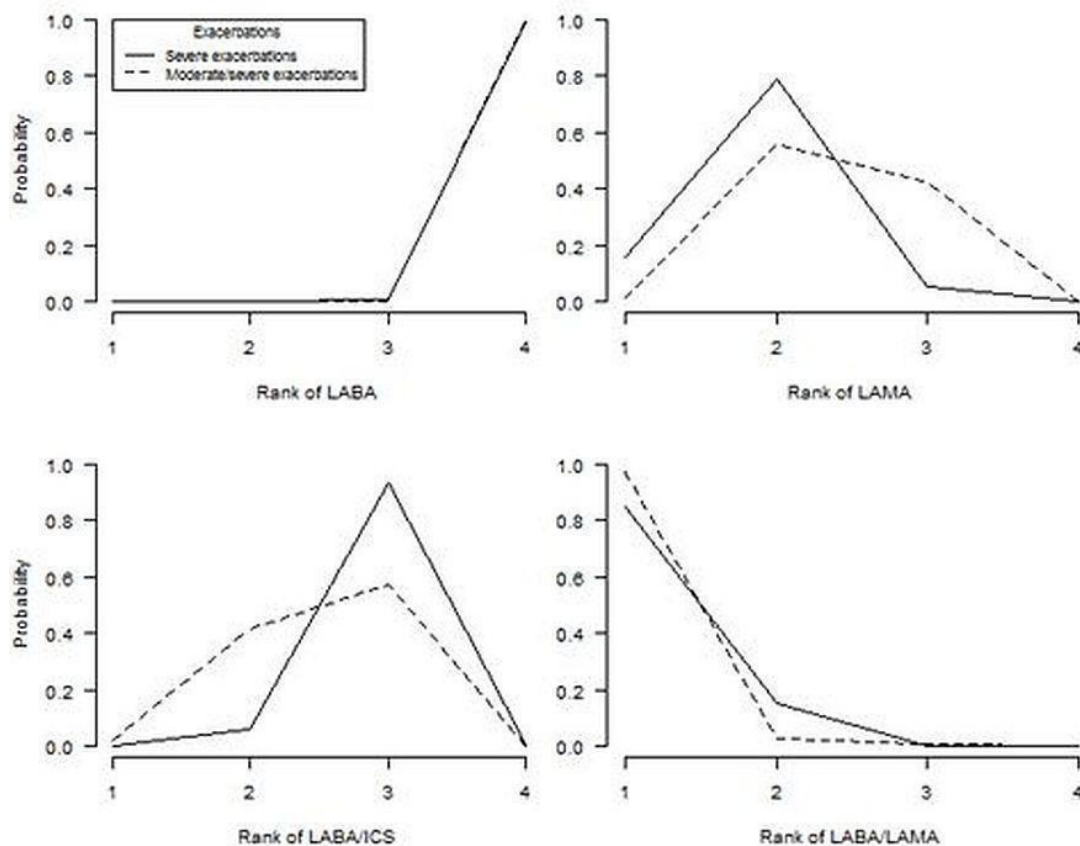 Exacerbations
Severe exacerbations
Moderate/severe exacerbations
Probability
1.0
0.8
0.6
0.4
0.2
0.0
1 2 3 4
Rank of LABA
1.0
0.8
0.6
0.4
0.2
0.0
1 2 3 4
Rank of LAMA
Probability
1.0
0.8
0.6
0.4
0.2
0.0
1 2 3 4
Rank of LABA/ICS
1.0
0.8
0.6
0.4
0.2
0.0
1 2 3 4
Rank of LABA/LAMA